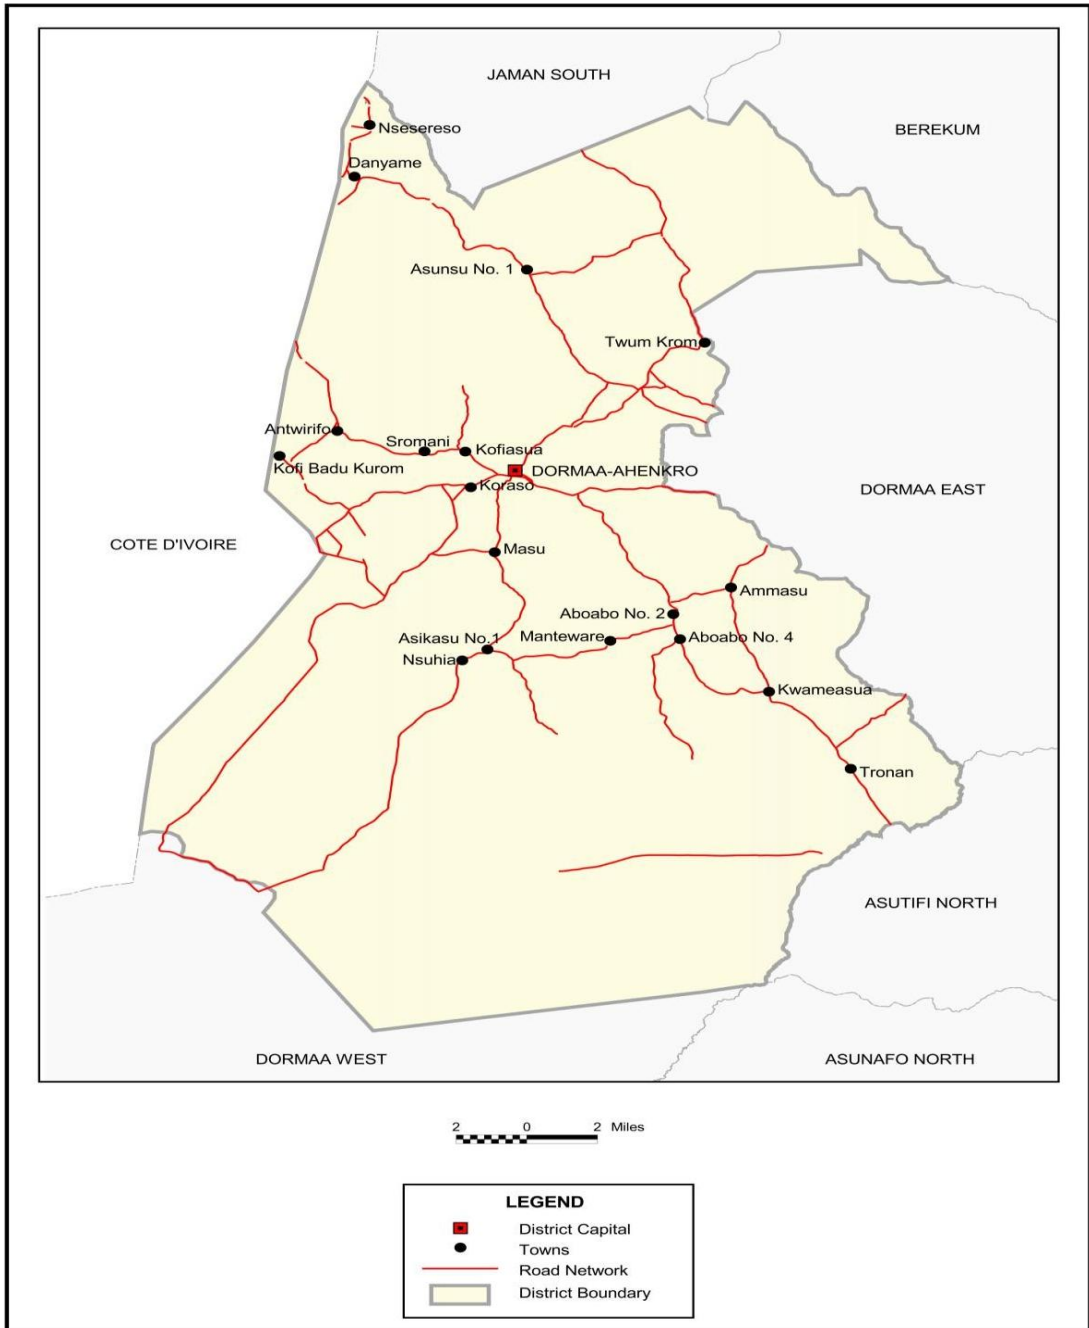 JAMAN SOUTH
BEREKUM
Nsesereso
Danyame
Asunsu No. 1
Twum Krom
Antwirifo
Sromani
Kofiasua
Kofi Badu Kurom
DORMAA-AHENKRO
Koraso
DORMAA EAST
COTE D'IVOIRE
Masu
Ammasu
Aboabo No. 2
Asikasu No.1
Manteware
Aboabo No. 4
Nsuhia
Kwameasua
Tronan
ASUTIFI NORTH
DORMAA WEST
ASUNAFO NORTH
2 0 2 Miles
LEGEND
District Capital
Towns
Road Network
District Boundary